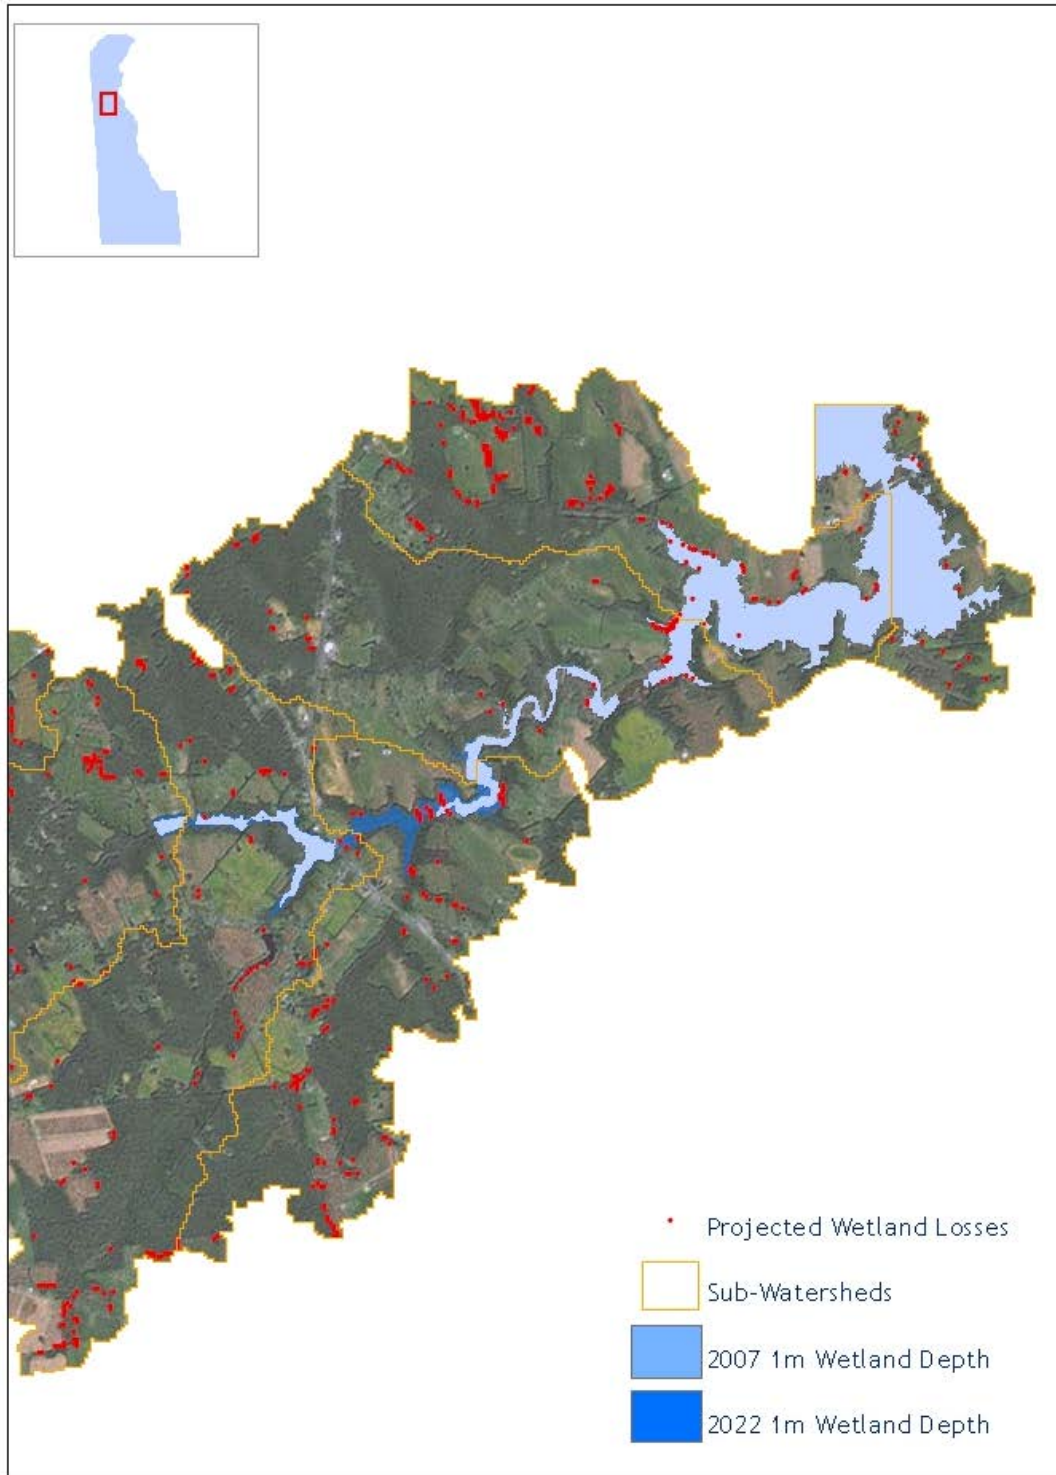 Projected Wetland Losses
Sub-Watersheds
2007 1m Wetland Depth
2022 1m Wetland Depth